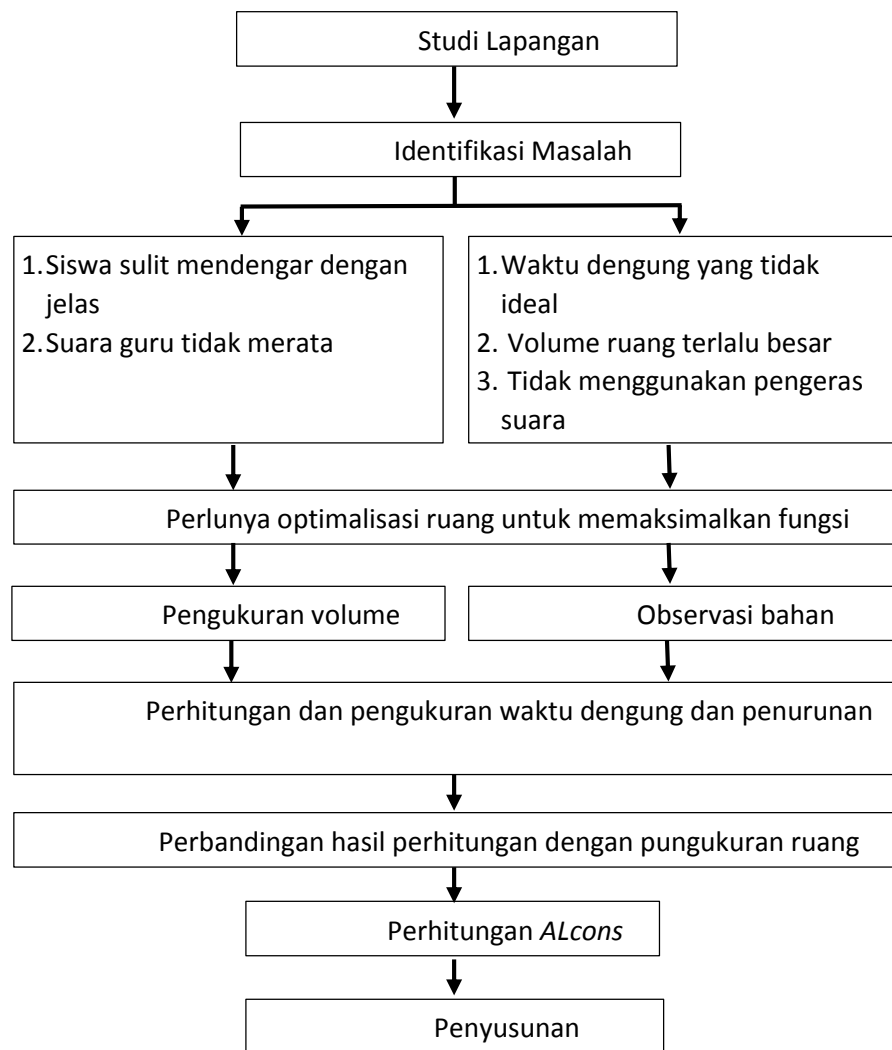 Studi Lapangan
Identifikasi Masalah
1.Siswa sulit mendengar dengan
jelas
2.Suara guru tidak merata
1.Waktu dengung yang tidak
ideal
2. Volume ruang terlalu besar
3. Tidak menggunakan pengeras
suara
Perlunya optimalisasi ruang untuk memaksimalkan fungsi
Pengukuran volume
Observasi bahan
Perhitungan dan pengukuran waktu dengung dan penurunan
Perbandingan hasil perhitungan dengan pungukuran ruang
Perhitungan ALcons
Penyusunan